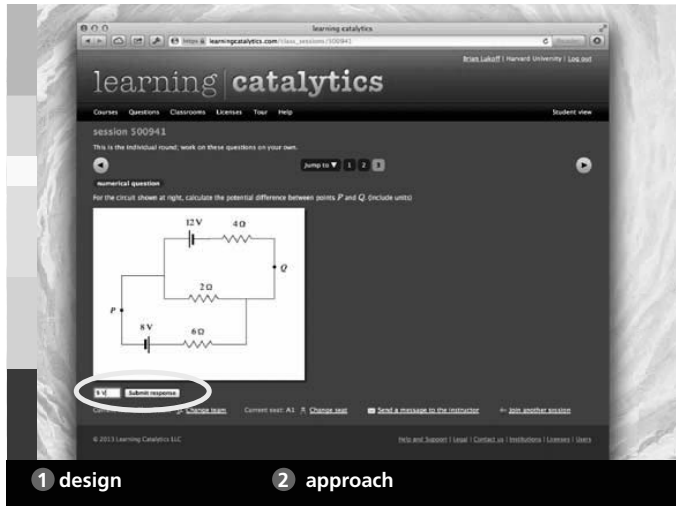 learning catalytics
https learningcatalytics.com/class_sessions/500941
Reader
Brian Lukoff | Harvard University | Log out
learning catalytics
Courses Questions Classrooms Licenses Tour Help Student view
session 500941
This is the individual round; work on these questions on your own.
Jump to 1 2 3
numerical question
For the circuit shown at right, calculate the potential difference between points P and Q. (include units)
12 V 4 Ω
Q
2 Ω
P
8 V 6 Ω
Submit response
Change team Current seat: A1 Change seat Send a message to the instructor Join another session
© 2013 Learning Catalytics LLC Help and Support | Legal | Contact us | Institutions | Licenses | Users
1 design 2 approach